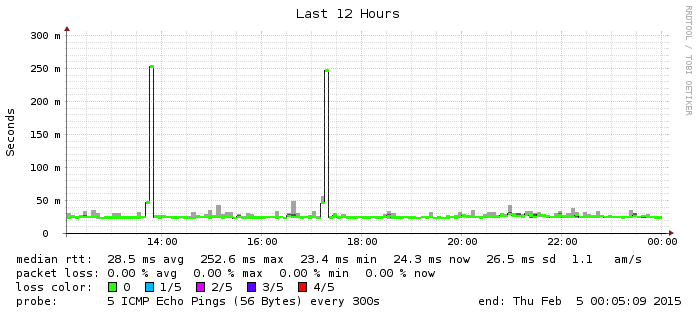 Last 12 Hours
RRDTOOL / TOBI OETIKER
Seconds
300 m
250 m
200 m
150 m
100 m
50 m
0
14:00 16:00 18:00 20:00 22:00 00:00
median rtt: 28.5 ms avg 252.6 ms max 23.4 ms min 24.3 ms now 26.5 ms sd 1.1 am/s
packet loss: 0.00 % avg 0.00 % max 0.00 % min 0.00 % now
loss color: 0 1/5 2/5 3/5 4/5
probe: 5 ICMP Echo Pings (56 Bytes) every 300s end: Thu Feb 5 00:05:09 2015